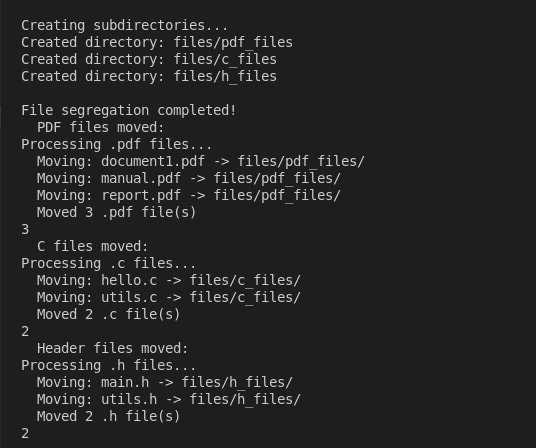 Creating subdirectories...
Created directory: files/pdf_files
Created directory: files/c_files
Created directory: files/h_files

File segregation completed!
  PDF files moved:
Processing .pdf files...
  Moving: document1.pdf -> files/pdf_files/
  Moving: manual.pdf -> files/pdf_files/
  Moving: report.pdf -> files/pdf_files/
  Moved 3 .pdf file(s)
3
  C files moved:
Processing .c files...
  Moving: hello.c -> files/c_files/
  Moving: utils.c -> files/c_files/
  Moved 2 .c file(s)
2
  Header files moved:
Processing .h files...
  Moving: main.h -> files/h_files/
  Moving: utils.h -> files/h_files/
  Moved 2 .h file(s)
2